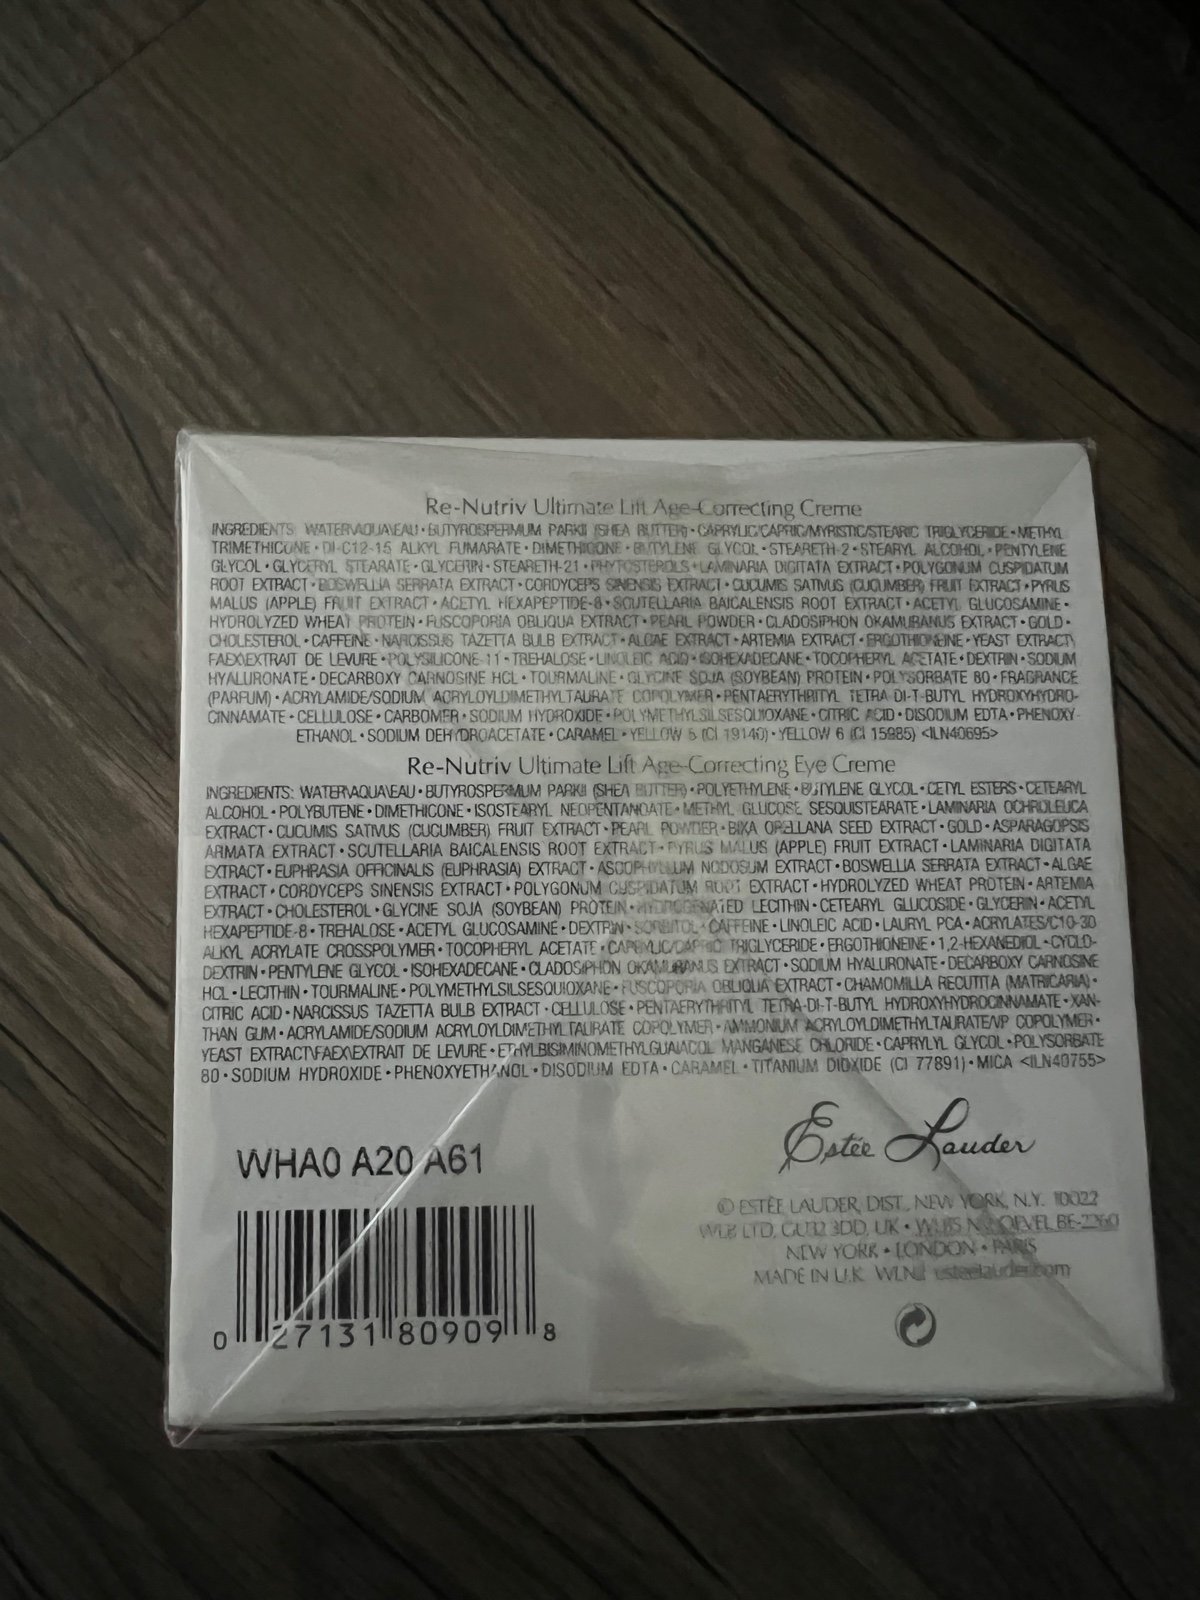 Re-Nutriv Ultimate Lift Age-Correcting Creme
INGREDIENTS: WATER\AQUA\EAU • BUTYROSPERMUM PARKII (SHEA BUTTER) • CAPRYLIC/CAPRIC/MYRISTIC/STEARIC TRIGLYCERIDE • METHYL
TRIMETHICONE • DI-C12-15 ALKYL FUMARATE • DIMETHICONE • BUTYLENE GLYCOL • STEARETH-2 • STEARYL ALCOHOL • PENTYLENE
GLYCOL • GLYCERYL STEARATE • GLYCERIN • STEARETH-21 • PHYTOSTEROLS • LAMINARIA DIGITATA EXTRACT • POLYGONUM CUSPIDATUM
ROOT EXTRACT • BOSWELLIA SERRATA EXTRACT • CORDYCEPS SINENSIS EXTRACT • CUCUMIS SATIVUS (CUCUMBER) FRUIT EXTRACT • PYRUS
MALUS (APPLE) FRUIT EXTRACT • ACETYL HEXAPEPTIDE-8 • SCUTELLARIA BAICALENSIS ROOT EXTRACT • ACETYL GLUCOSAMINE •
HYDROLYZED WHEAT PROTEIN • FUSCOPORIA OBLIQUA EXTRACT • PEARL POWDER • CLADOSIPHON OKAMURANUS EXTRACT • GOLD •
CHOLESTEROL • CAFFEINE • NARCISSUS TAZETTA BULB EXTRACT • ALGAE EXTRACT • ARTEMIA EXTRACT • ERGOTHIONEINE • YEAST EXTRACT\
FAEX\EXTRAIT DE LEVURE • POLYSILICONE-11 • TREHALOSE • LINOLEIC ACID • ISOHEXADECANE • TOCOPHERYL ACETATE • DEXTRIN • SODIUM
HYALURONATE • DECARBOXY CARNOSINE HCL • TOURMALINE • GLYCINE SOJA (SOYBEAN) PROTEIN • POLYSORBATE 80 • FRAGRANCE
(PARFUM) • ACRYLAMIDE/SODIUM ACRYLOYLDIMETHYLTAURATE COPOLYMER • PENTAERYTHRITYL TETRA-DI-T-BUTYL HYDROXYHYDRO-
CINNAMATE • CELLULOSE • CARBOMER • SODIUM HYDROXIDE • POLYMETHYLSILSESQUIOXANE • CITRIC ACID • DISODIUM EDTA • PHENOXY-
ETHANOL • SODIUM DEHYDROACETATE • CARAMEL • YELLOW 5 (CI 19140) • YELLOW 6 (CI 15985) <ILN40695>
Re-Nutriv Ultimate Lift Age-Correcting Eye Creme
INGREDIENTS: WATER\AQUA\EAU • BUTYROSPERMUM PARKII (SHEA BUTTER) • POLYETHYLENE • BUTYLENE GLYCOL • CETYL ESTERS • CETEARYL
ALCOHOL • POLYBUTENE • DIMETHICONE • ISOSTEARYL NEOPENTANOATE • METHYL GLUCOSE SESQUISTEARATE • LAMINARIA OCHROLEUCA
EXTRACT • CUCUMIS SATIVUS (CUCUMBER) FRUIT EXTRACT • PEARL POWDER • BIXA ORELLANA SEED EXTRACT • GOLD • ASPARAGOPSIS
ARMATA EXTRACT • SCUTELLARIA BAICALENSIS ROOT EXTRACT • PYRUS MALUS (APPLE) FRUIT EXTRACT • LAMINARIA DIGITATA
EXTRACT • EUPHRASIA OFFICINALIS (EUPHRASIA) EXTRACT • ASCOPHYLLUM NODOSUM EXTRACT • BOSWELLIA SERRATA EXTRACT • ALGAE
EXTRACT • CORDYCEPS SINENSIS EXTRACT • POLYGONUM CUSPIDATUM ROOT EXTRACT • HYDROLYZED WHEAT PROTEIN • ARTEMIA
EXTRACT • CHOLESTEROL • GLYCINE SOJA (SOYBEAN) PROTEIN • HYDROGENATED LECITHIN • CETEARYL GLUCOSIDE • GLYCERIN • ACETYL
HEXAPEPTIDE-8 • TREHALOSE • ACETYL GLUCOSAMINE • DEXTRIN • SORBITOL • CAFFEINE • LINOLEIC ACID • LAURYL PCA • ACRYLATES/C10-30
ALKYL ACRYLATE CROSSPOLYMER • TOCOPHERYL ACETATE • CAPRYLIC/CAPRIC TRIGLYCERIDE • ERGOTHIONEINE • 1,2-HEXANEDIOL • CYCLO-
DEXTRIN • PENTYLENE GLYCOL • ISOHEXADECANE • CLADOSIPHON OKAMURANUS EXTRACT • SODIUM HYALURONATE • DECARBOXY CARNOSINE
HCL • LECITHIN • TOURMALINE • POLYMETHYLSILSESQUIOXANE • FUSCOPORIA OBLIQUA EXTRACT • CHAMOMILLA RECUTITA (MATRICARIA) •
CITRIC ACID • NARCISSUS TAZETTA BULB EXTRACT • CELLULOSE • PENTAERYTHRITYL TETRA-DI-T-BUTYL HYDROXYHYDROCINNAMATE • XAN-
THAN GUM • ACRYLAMIDE/SODIUM ACRYLOYLDIMETHYLTAURATE COPOLYMER • AMMONIUM ACRYLOYLDIMETHYLTAURATE/VP COPOLYMER •
YEAST EXTRACT\FAEX\EXTRAIT DE LEVURE • ETHYLBISIMINOMETHYLGUAIACOL MANGANESE CHLORIDE • CAPRYLYL GLYCOL • POLYSORBATE
80 • SODIUM HYDROXIDE • PHENOXYETHANOL • DISODIUM EDTA • CARAMEL • TITANIUM DIOXIDE (CI 77891) • MICA <ILN40755>
Estée Lauder
WHA0 A20 A61
© ESTÉE LAUDER, DIST., NEW YORK, N.Y. 10022
WLB LTD, GU32 3DD, UK • OEVEL BE-2260
NEW YORK • LONDON • PARIS
MADE IN U.K. esteelauder.com
0 27131 80909 8